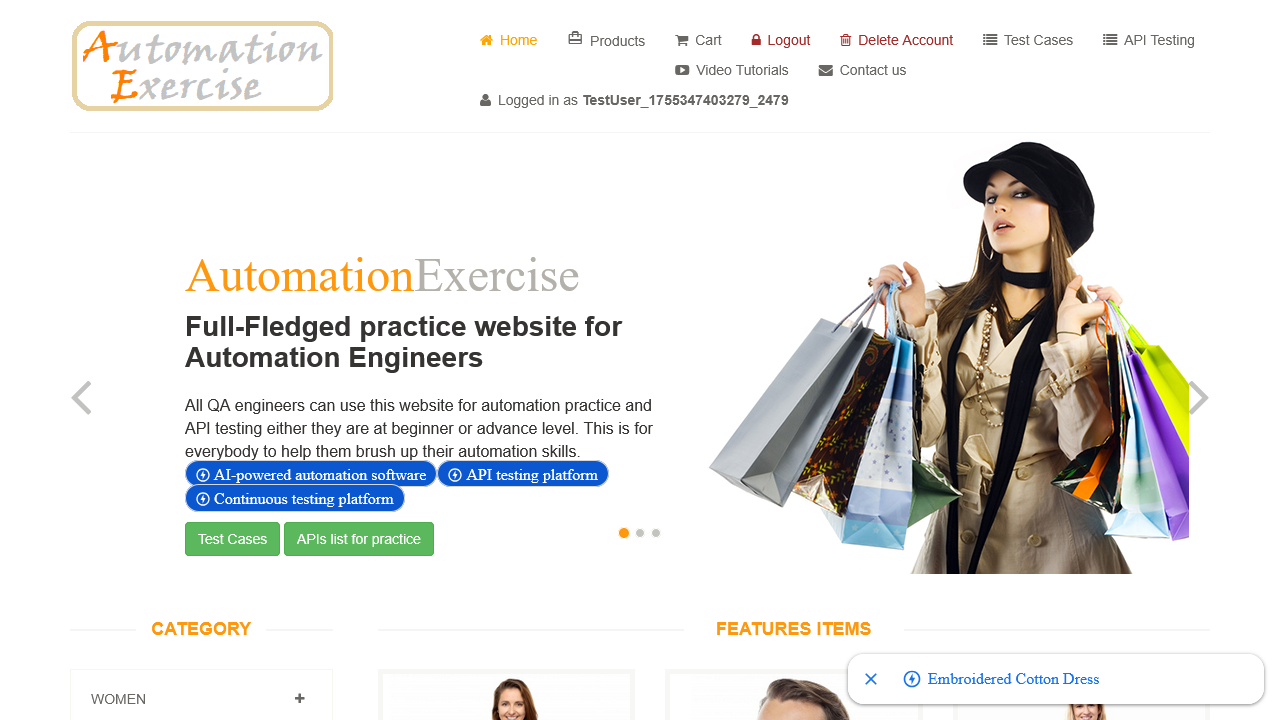 Automation
Exercise
Home Products Cart Logout Delete Account Test Cases API Testing
Video Tutorials Contact us
Logged in as TestUser_1755347403279_2479
AutomationExercise
Full-Fledged practice website for
Automation Engineers
All QA engineers can use this website for automation practice and
API testing either they are at beginner or advance level. This is for
everybody to help them brush up their automation skills.
AI-powered automation software API testing platform
Continuous testing platform
Test Cases APIs list for practice
CATEGORY
FEATURES ITEMS
WOMEN
Embroidered Cotton Dress